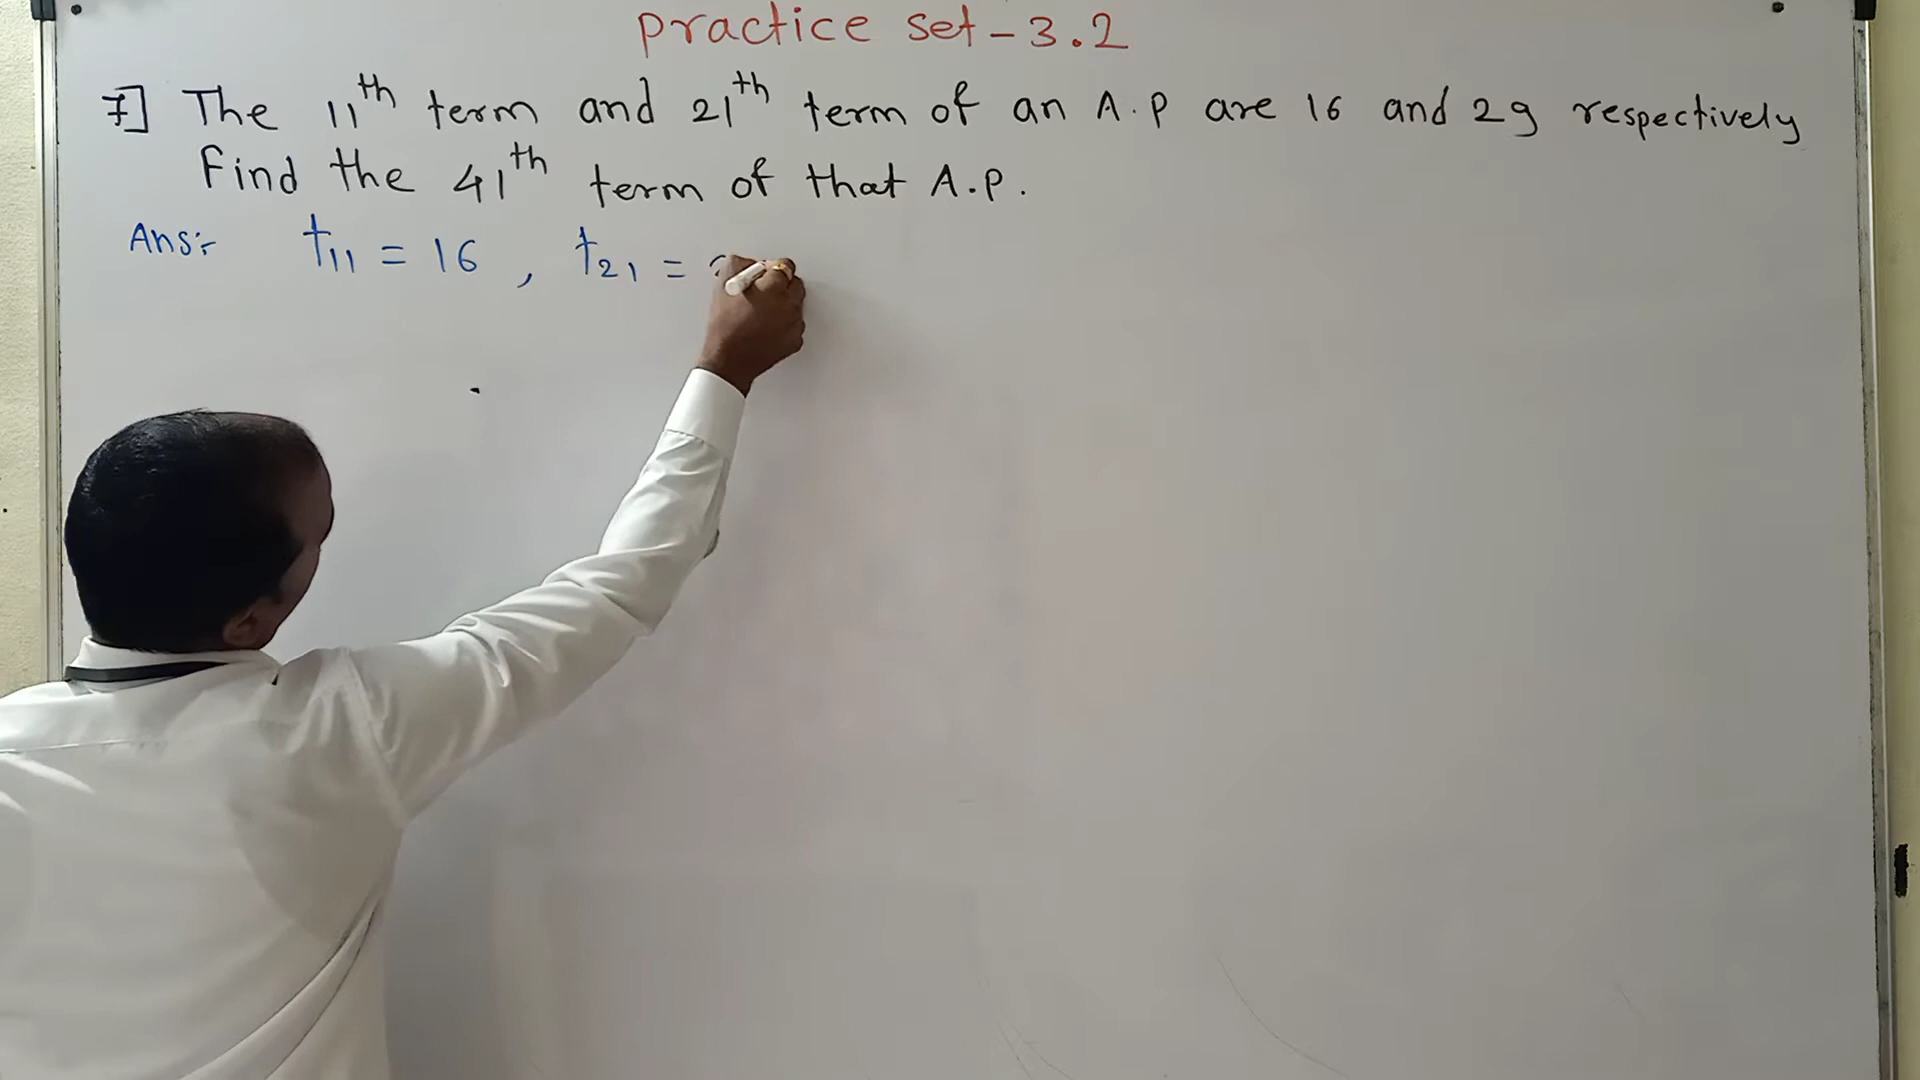 Practice set-3.2
7] The 11th term and 21th term of an A.P are 16 and 29 respectively
Find the 41th term of that A.P.
Ans:- t11 = 16 , t21 =